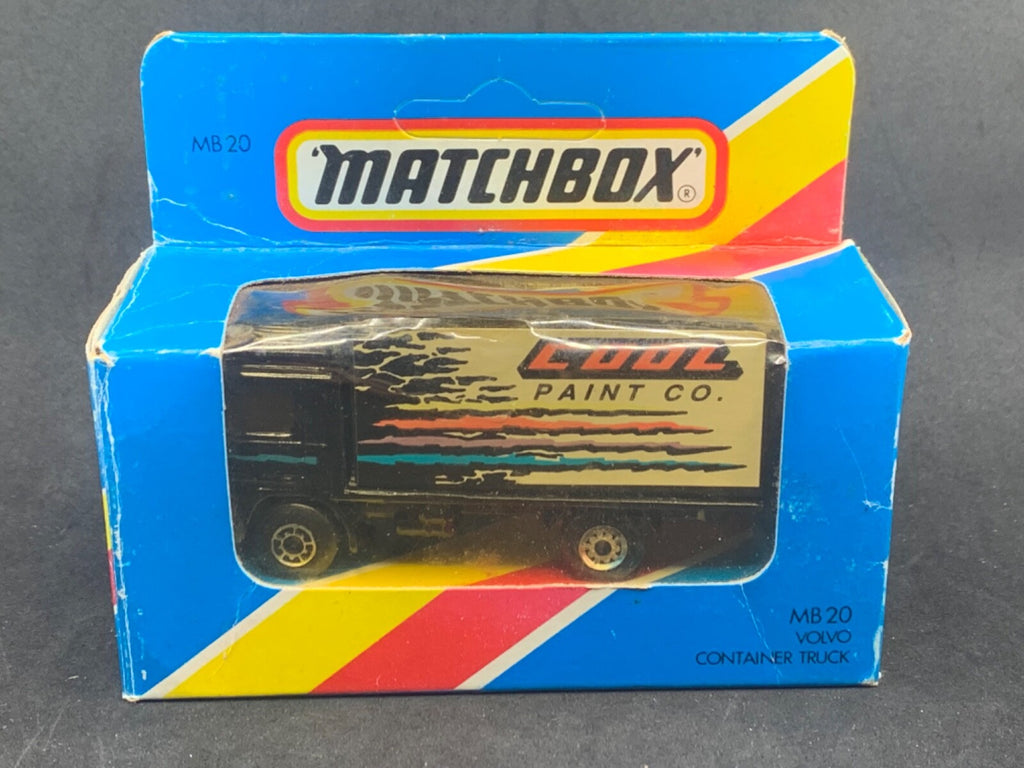 MB 20
'MATCHBOX'®
COOL
PAINT CO.
MB 20
VOLVO
CONTAINER TRUCK